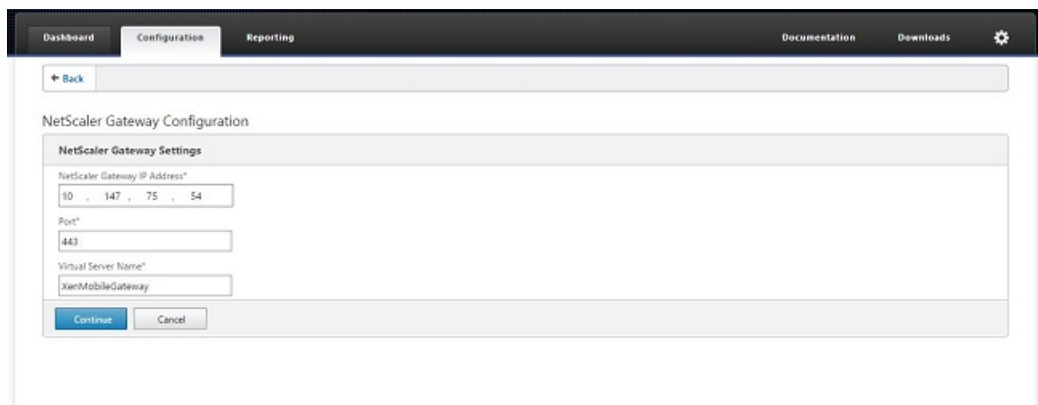 Dashboard Configuration Reporting Documentation Downloads
← Back
NetScaler Gateway Configuration
NetScaler Gateway Settings
NetScaler Gateway IP Address*
10 . 147 . 75 . 54
Port*
443
Virtual Server Name*
XenMobileGateway
Continue Cancel